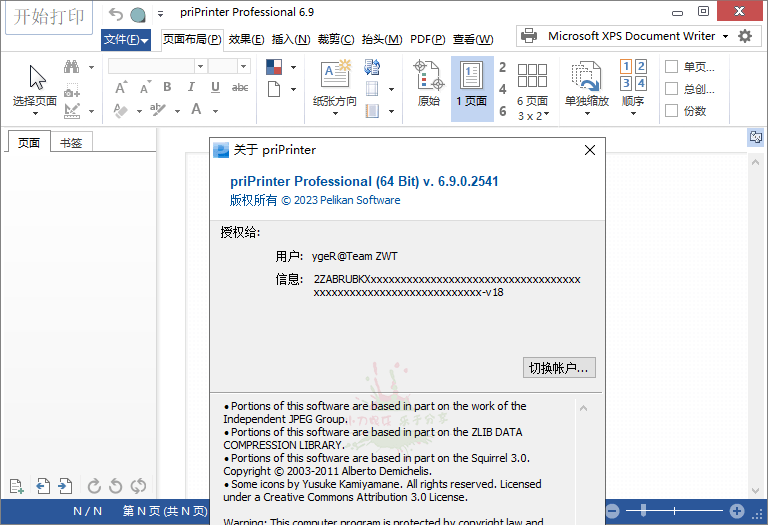 开始打印
priPrinter Professional 6.9
文件(F)
页面布局(P)
效果(E)
插入(N)
裁剪(C)
抬头(M)
PDF(P)
查看(W)
Microsoft XPS Document Writer
选择页面
A A B I U abc
ab A
纸张方向
原始
1 页面
2
4
6
6 页面
3 x 2
单独缩放
1 2
3 4
顺序
单页...
总创...
份数
页面
书签
关于 priPrinter
priPrinter Professional (64 Bit) v. 6.9.0.2541
版权所有 © 2023 Pelikan Software
授权给:
用户: ygeR@Team ZWT
信息: 2ZABRUBKXxxxxxxxxxxxxxxxxxxxxxxxxxxxxxxxxxxx
xxxxxxxxxxxxxxxxxxxxxxxxxxxxx-v18
切换帐户...
• Portions of this software are based in part on the work of the
Independent JPEG Group.
• Portions of this software are based in part on the ZLIB DATA
COMPRESSION LIBRARY.
• Portions of this software are based in part on the Squirrel 3.0.
Copyright © 2003-2011 Alberto Demichelis.
• Some icons by Yusuke Kamiyamane. All rights reserved. Licensed
under a Creative Commons Attribution 3.0 License.
Warning: This computer program is protected by copyright law and
N / N
第 N 页 (共 N 页)